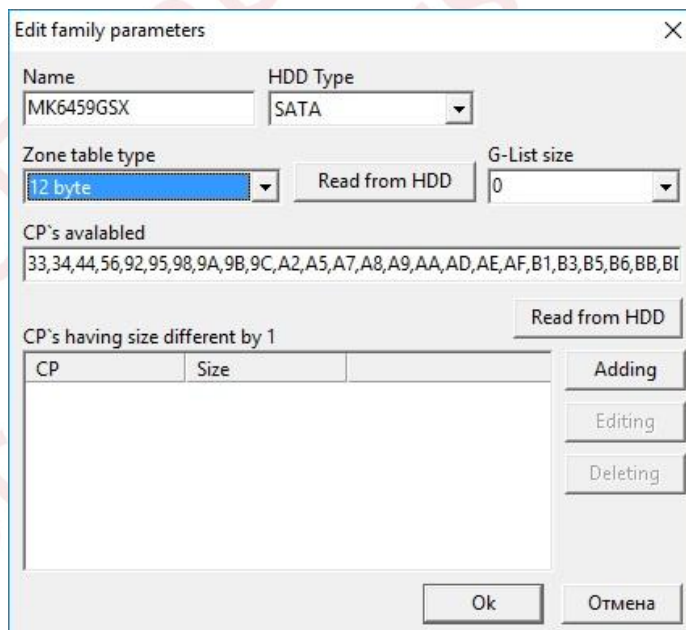 Edit family parameters
Name HDD Type
MK6459GSX SATA
Zone table type G-List size
12 byte Read from HDD 0
CP`s avalabled
33,34,44,56,92,95,98,9A,9B,9C,A2,A5,A7,A8,A9,AA,AD,AE,AF,B1,B3,B5,B6,BB,
Read from HDD
CP`s having size different by 1
CP Size
Adding
Editing
Deleting
Ok Отмена